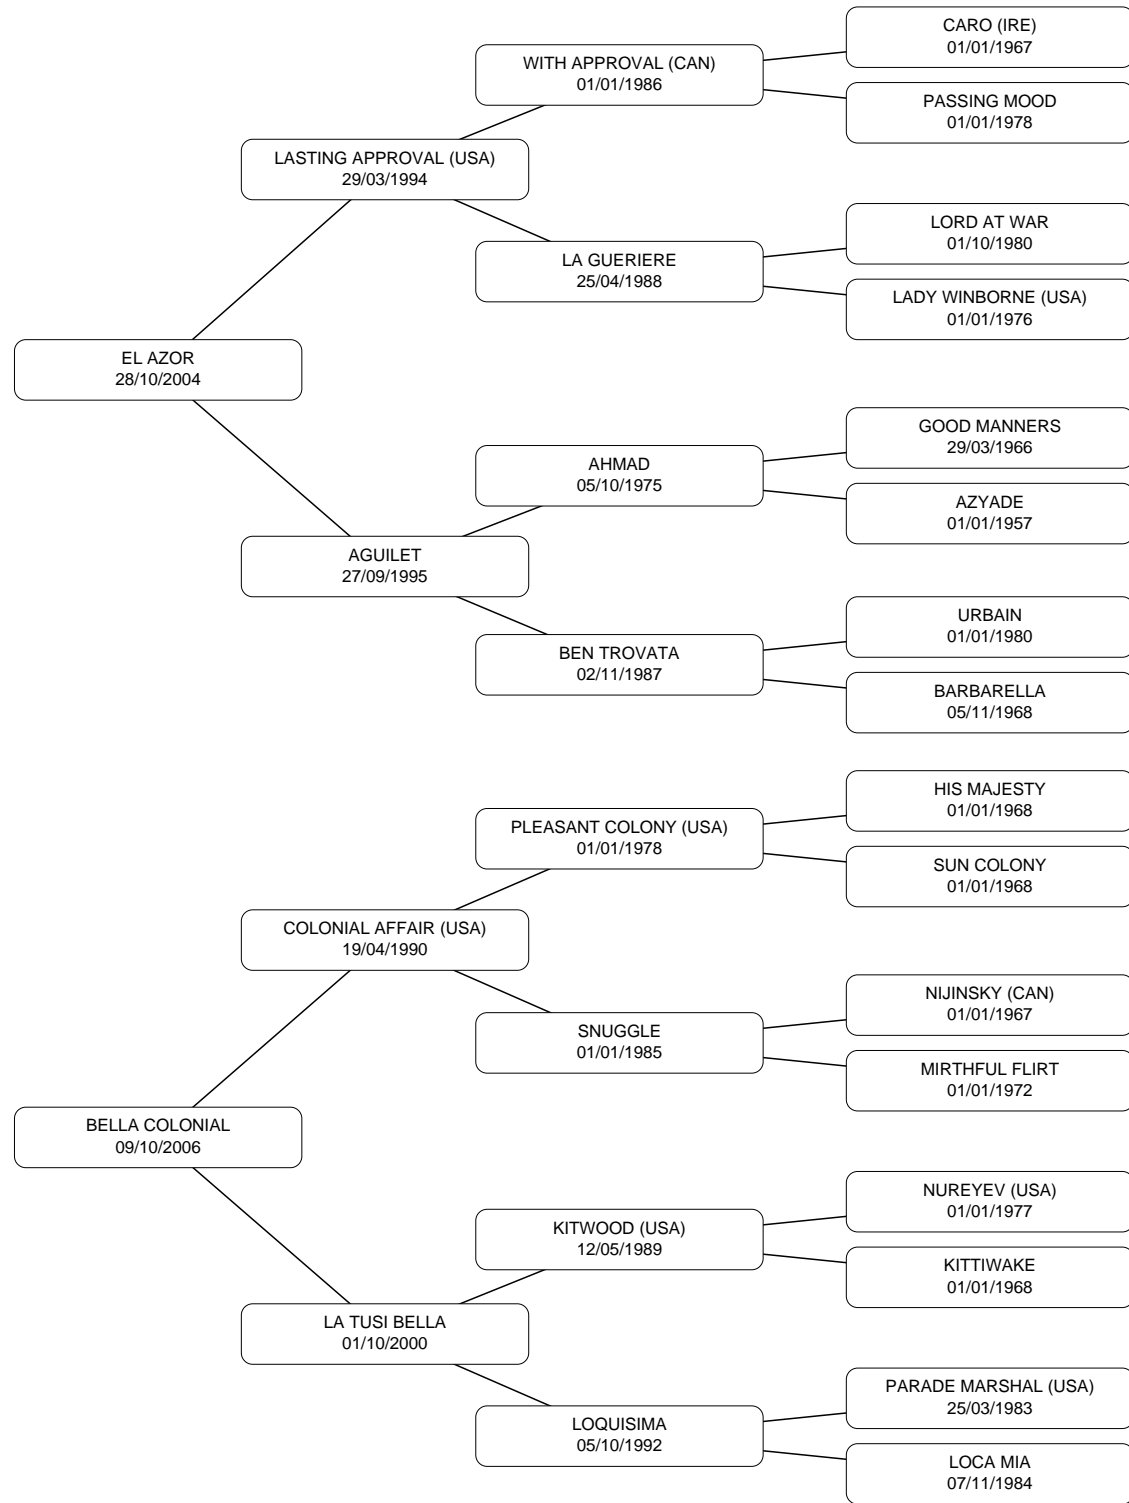 CARO (IRE)
01/01/1967
WITH APPROVAL (CAN)
01/01/1986
PASSING MOOD
01/01/1978
LASTING APPROVAL (USA)
29/03/1994
LORD AT WAR
01/10/1980
LA GUERIERE
25/04/1988
LADY WINBORNE (USA)
01/01/1976
EL AZOR
28/10/2004
GOOD MANNERS
29/03/1966
AHMAD
05/10/1975
AZYADE
01/01/1957
AGUILET
27/09/1995
URBAIN
01/01/1980
BEN TROVATA
02/11/1987
BARBARELLA
05/11/1968
HIS MAJESTY
01/01/1968
PLEASANT COLONY (USA)
01/01/1978
SUN COLONY
01/01/1968
COLONIAL AFFAIR (USA)
19/04/1990
NIJINSKY (CAN)
01/01/1967
SNUGGLE
01/01/1985
MIRTHFUL FLIRT
01/01/1972
BELLA COLONIAL
09/10/2006
NUREYEV (USA)
01/01/1977
KITWOOD (USA)
12/05/1989
KITTIWAKE
01/01/1968
LA TUSI BELLA
01/10/2000
PARADE MARSHAL (USA)
25/03/1983
LOQUISIMA
05/10/1992
LOCA MIA
07/11/1984